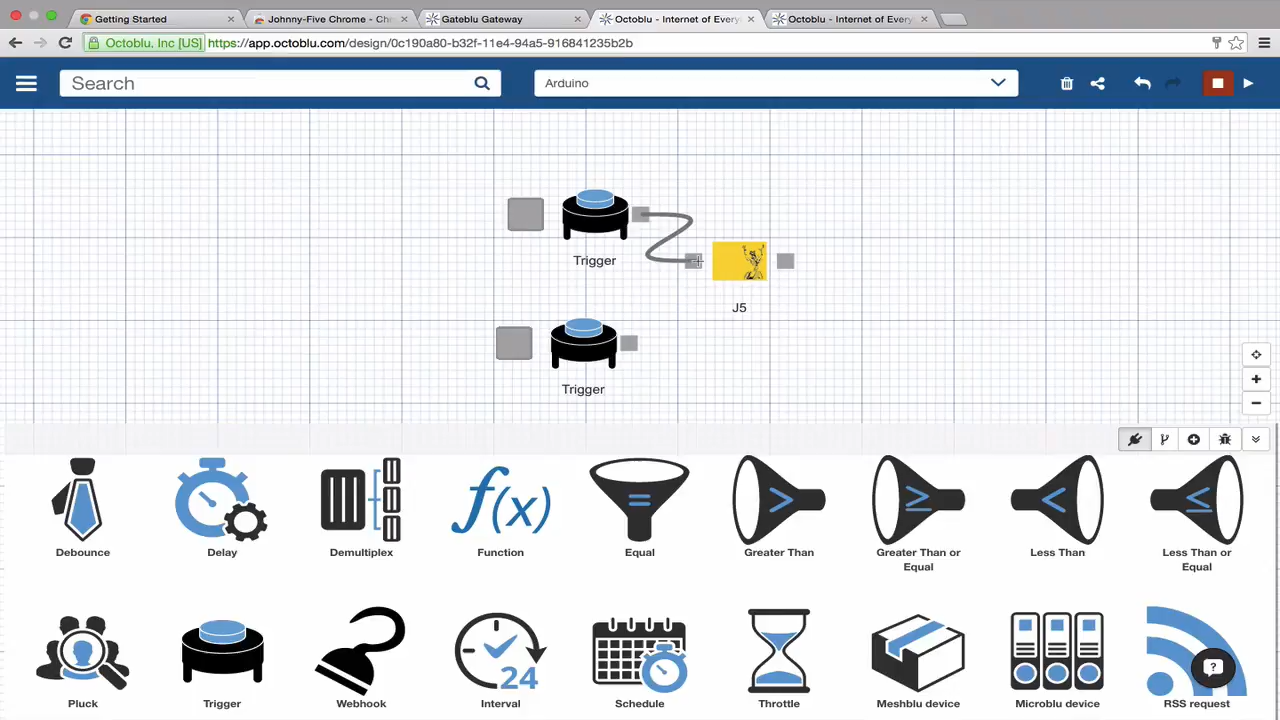 Getting Started
Johnny-Five Chrome - Chr
Gateblu Gateway
Octoblu - Internet of Every
Octoblu - Internet of Every
Octoblu, Inc [US]
https://app.octoblu.com/design/0c190a80-b32f-11e4-94a5-916841235b2b
Search
Arduino
Trigger
J5
Trigger
f(x)
=
>
≥
<
≤
Debounce
Delay
Demultiplex
Function
Equal
Greater Than
Greater Than or
Equal
Less Than
Less Than or
Equal
24
Pluck
Trigger
Webhook
Interval
Schedule
Throttle
Meshblu device
Microblu device
RSS request